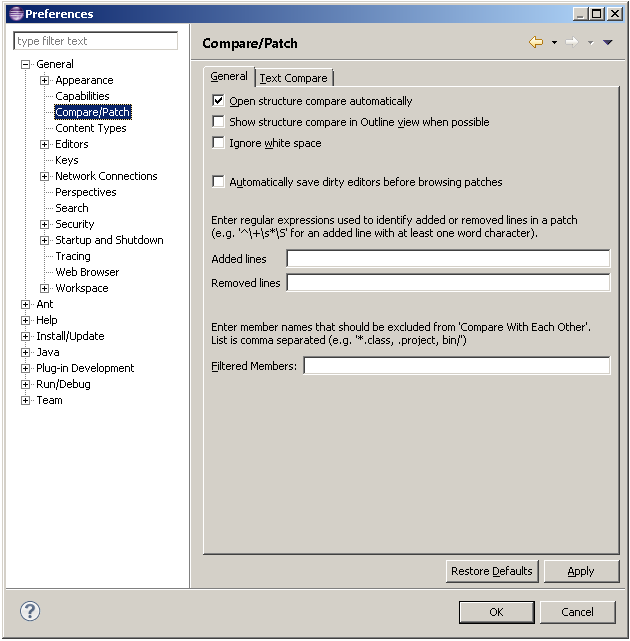 Preferences
type filter text
General
Appearance
Capabilities
Compare/Patch
Content Types
Editors
Keys
Network Connections
Perspectives
Search
Security
Startup and Shutdown
Tracing
Web Browser
Workspace
Ant
Help
Install/Update
Java
Plug-in Development
Run/Debug
Team
Compare/Patch
General
Text Compare
Open structure compare automatically
Show structure compare in Outline view when possible
Ignore white space
Automatically save dirty editors before browsing patches
Enter regular expressions used to identify added or removed lines in a patch
(e.g. '^\+\s*\S' for an added line with at least one word character).
Added lines
Removed lines
Enter member names that should be excluded from 'Compare With Each Other'.
List is comma separated (e.g. '*.class, .project, bin/')
Filtered Members:
Restore Defaults
Apply
?
OK
Cancel